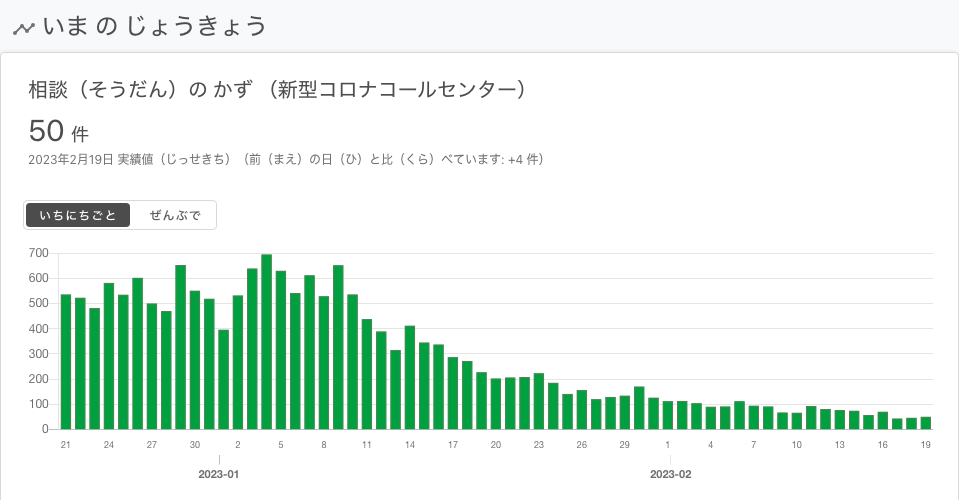 いま の じょうきょう
相談（そうだん）の かず （新型コロナコールセンター）
50 件
2023年2月19日 実績値（じっせきち）（前（まえ）の日（ひ）と比（くら）べています: +4 件）
いちにちごと ぜんぶで
700
600
500
400
300
200
100
0
21 24 27 30 2 5 8 11 14 17 20 23 26 29 1 4 7 10 13 16 19
2023-01 2023-02